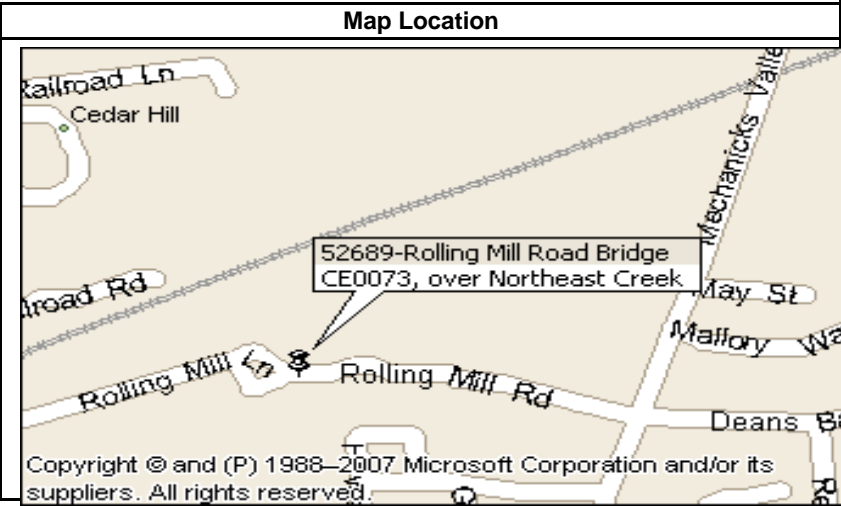 Map Location
Railroad Ln
Cedar Hill
Mechanicks Valle
52689-Rolling Mill Road Bridge
CE0073, over Northeast Creek
lroad Rd
May St
Mallory Wa
Rolling Mill Ln
Rolling Mill Rd
Deans Ba
Re
G
Copyright © and (P) 1988–2007 Microsoft Corporation and/or its
suppliers. All rights reserved.